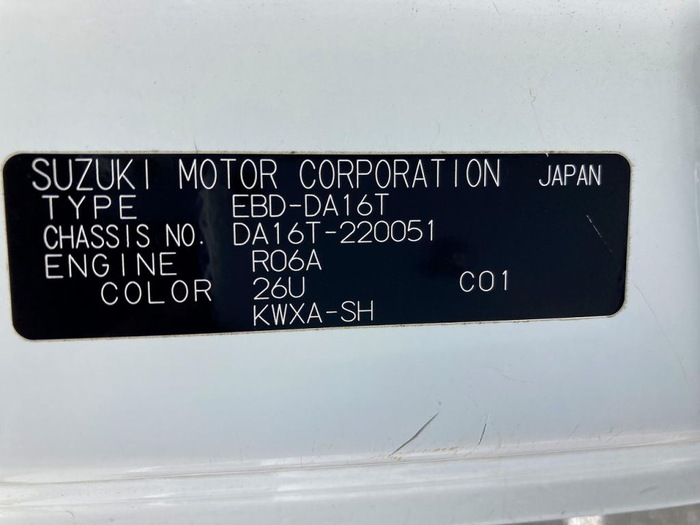 SUZUKI MOTOR CORPORATION JAPAN
TYPE EBD-DA16T
CHASSIS NO. DA16T-220051
ENGINE R06A
COLOR 26U C01
KWXA-SH